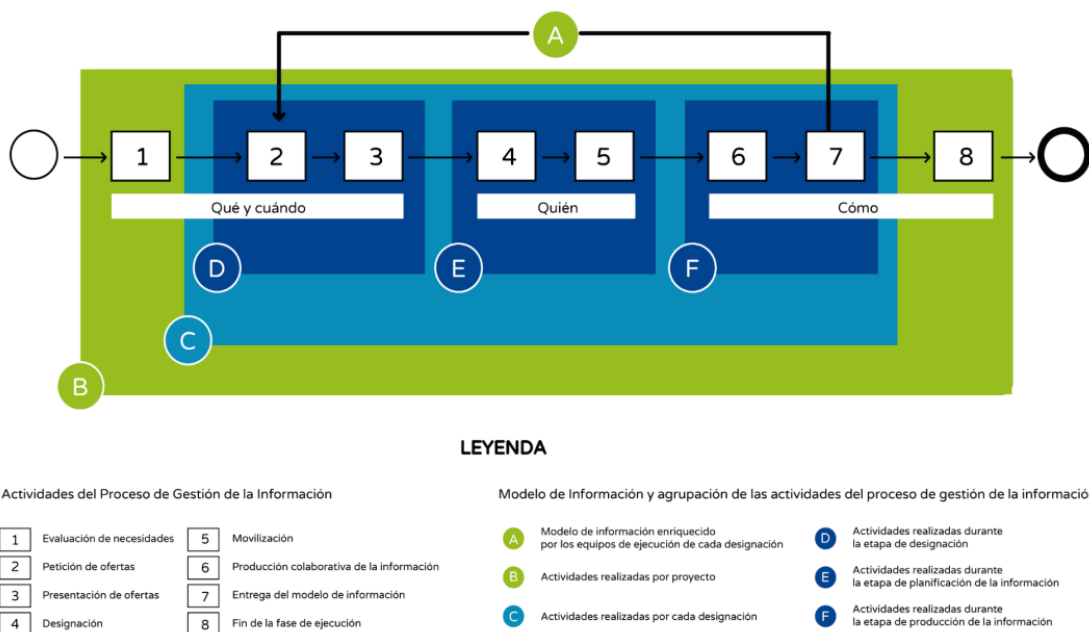 A
1
2
3
4
5
6
7
8
Qué y cuándo
Quién
Cómo
D
E
F
C
B
LEYENDA
Actividades del Proceso de Gestión de la Información
1 Evaluación de necesidades
2 Petición de ofertas
3 Presentación de ofertas
4 Designación
5 Movilización
6 Producción colaborativa de la información
7 Entrega del modelo de información
8 Fin de la fase de ejecución
Modelo de Información y agrupación de las actividades del proceso de gestión de la informació
A Modelo de información enriquecido
por los equipos de ejecución de cada designación
B Actividades realizadas por proyecto
C Actividades realizadas por cada designación
D Actividades realizadas durante
la etapa de designación
E Actividades realizadas durante
la etapa de planificación de la información
F Actividades realizadas durante
la etapa de producción de la información